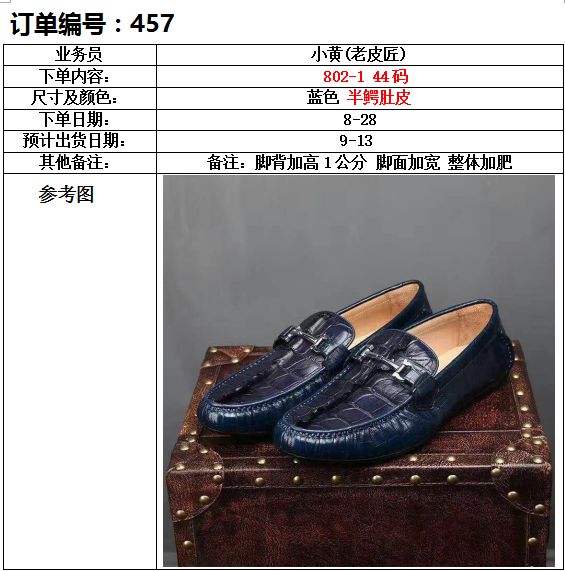 订单编号：457
业务员 小黄(老皮匠)
下单内容： 802-1 44码
尺寸及颜色： 蓝色 半鳄肚皮
下单日期： 8-28
预计出货日期： 9-13
其他备注： 备注：脚背加高1公分 脚面加宽 整体加肥
参考图